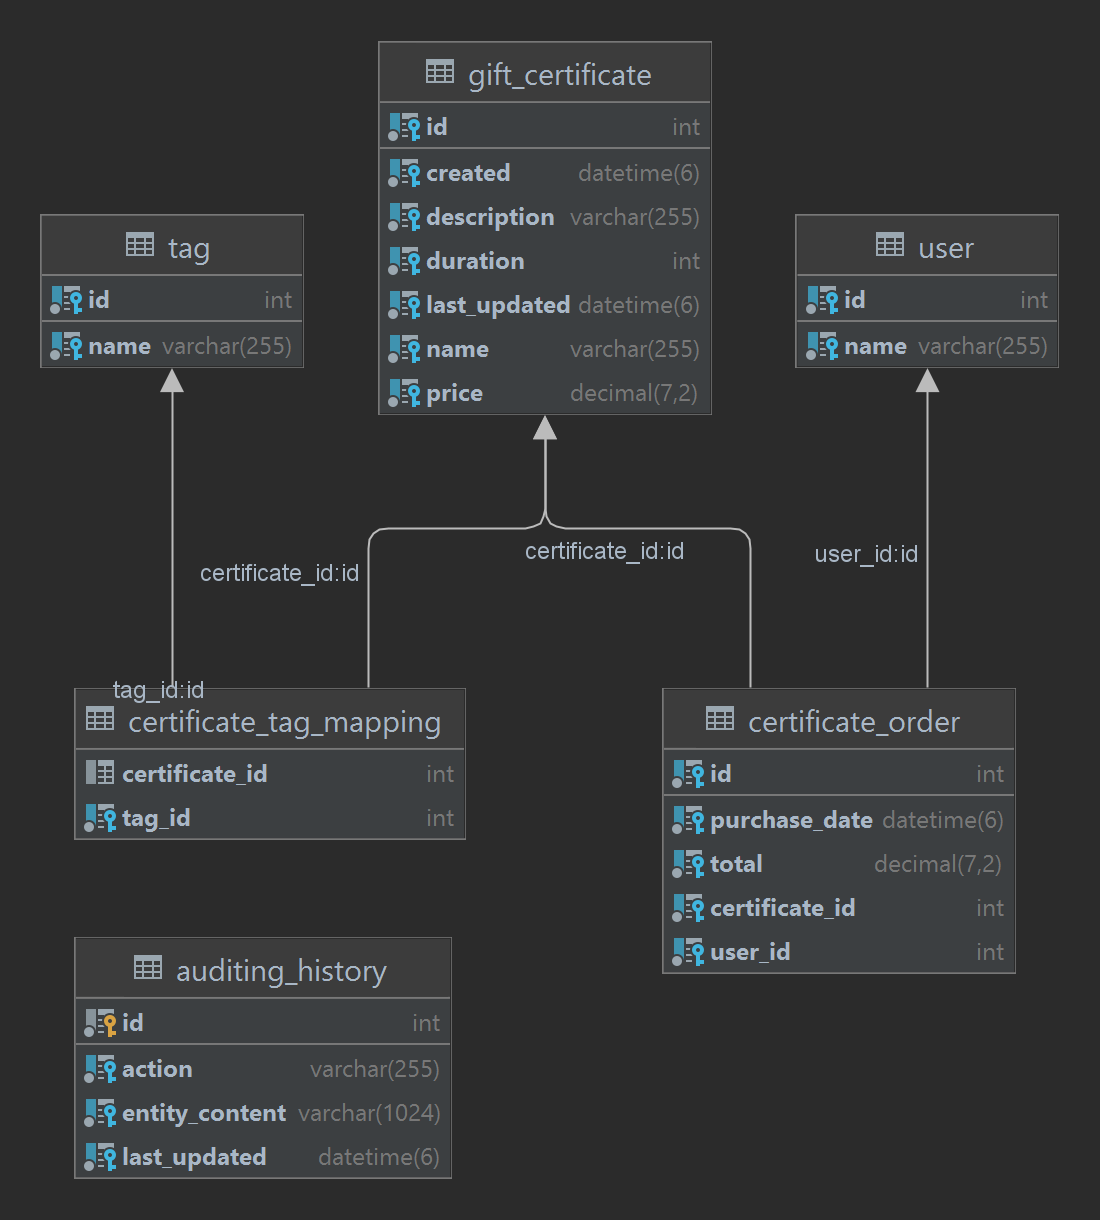 gift_certificate
id int
created datetime(6)
description varchar(255)
duration int
last_updated datetime(6)
name varchar(255)
price decimal(7,2)
tag
id int
name varchar(255)
user
id int
name varchar(255)
certificate_id:id
certificate_id:id
user_id:id
tag_id:id
certificate_tag_mapping
certificate_id int
tag_id int
certificate_order
id int
purchase_date datetime(6)
total decimal(7,2)
certificate_id int
user_id int
auditing_history
id int
action varchar(255)
entity_content varchar(1024)
last_updated datetime(6)